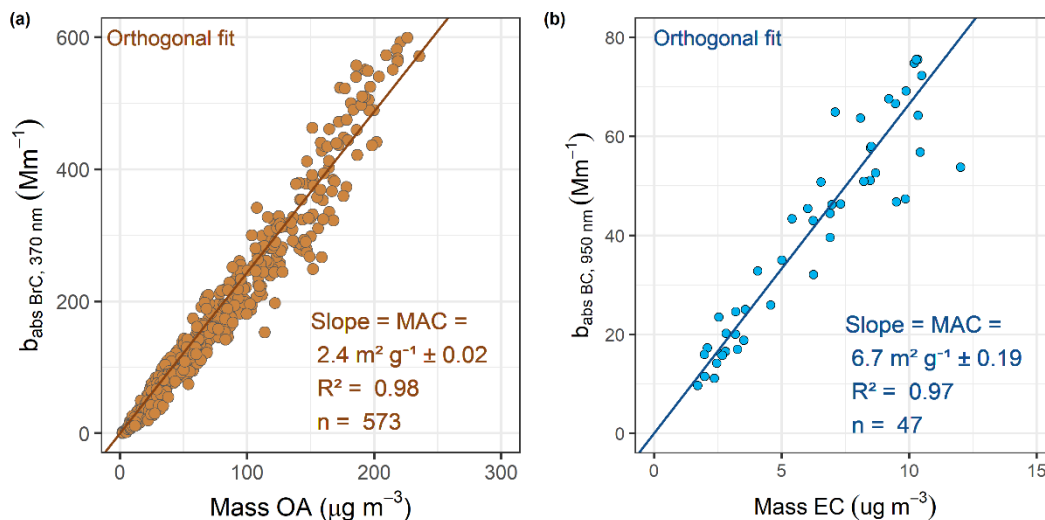 (a)
Orthogonal fit
600
400
200
0
b abs BrC, 370 nm (Mm⁻¹)
Slope = MAC =
2.4 m² g⁻¹ ± 0.02
R² = 0.98
n = 573
0 100 200 300
Mass OA (µg m⁻³)
(b)
Orthogonal fit
80
60
40
20
0
b abs BC, 950 nm (Mm⁻¹)
Slope = MAC =
6.7 m² g⁻¹ ± 0.19
R² = 0.97
n = 47
0 5 10 15
Mass EC (ug m⁻³)